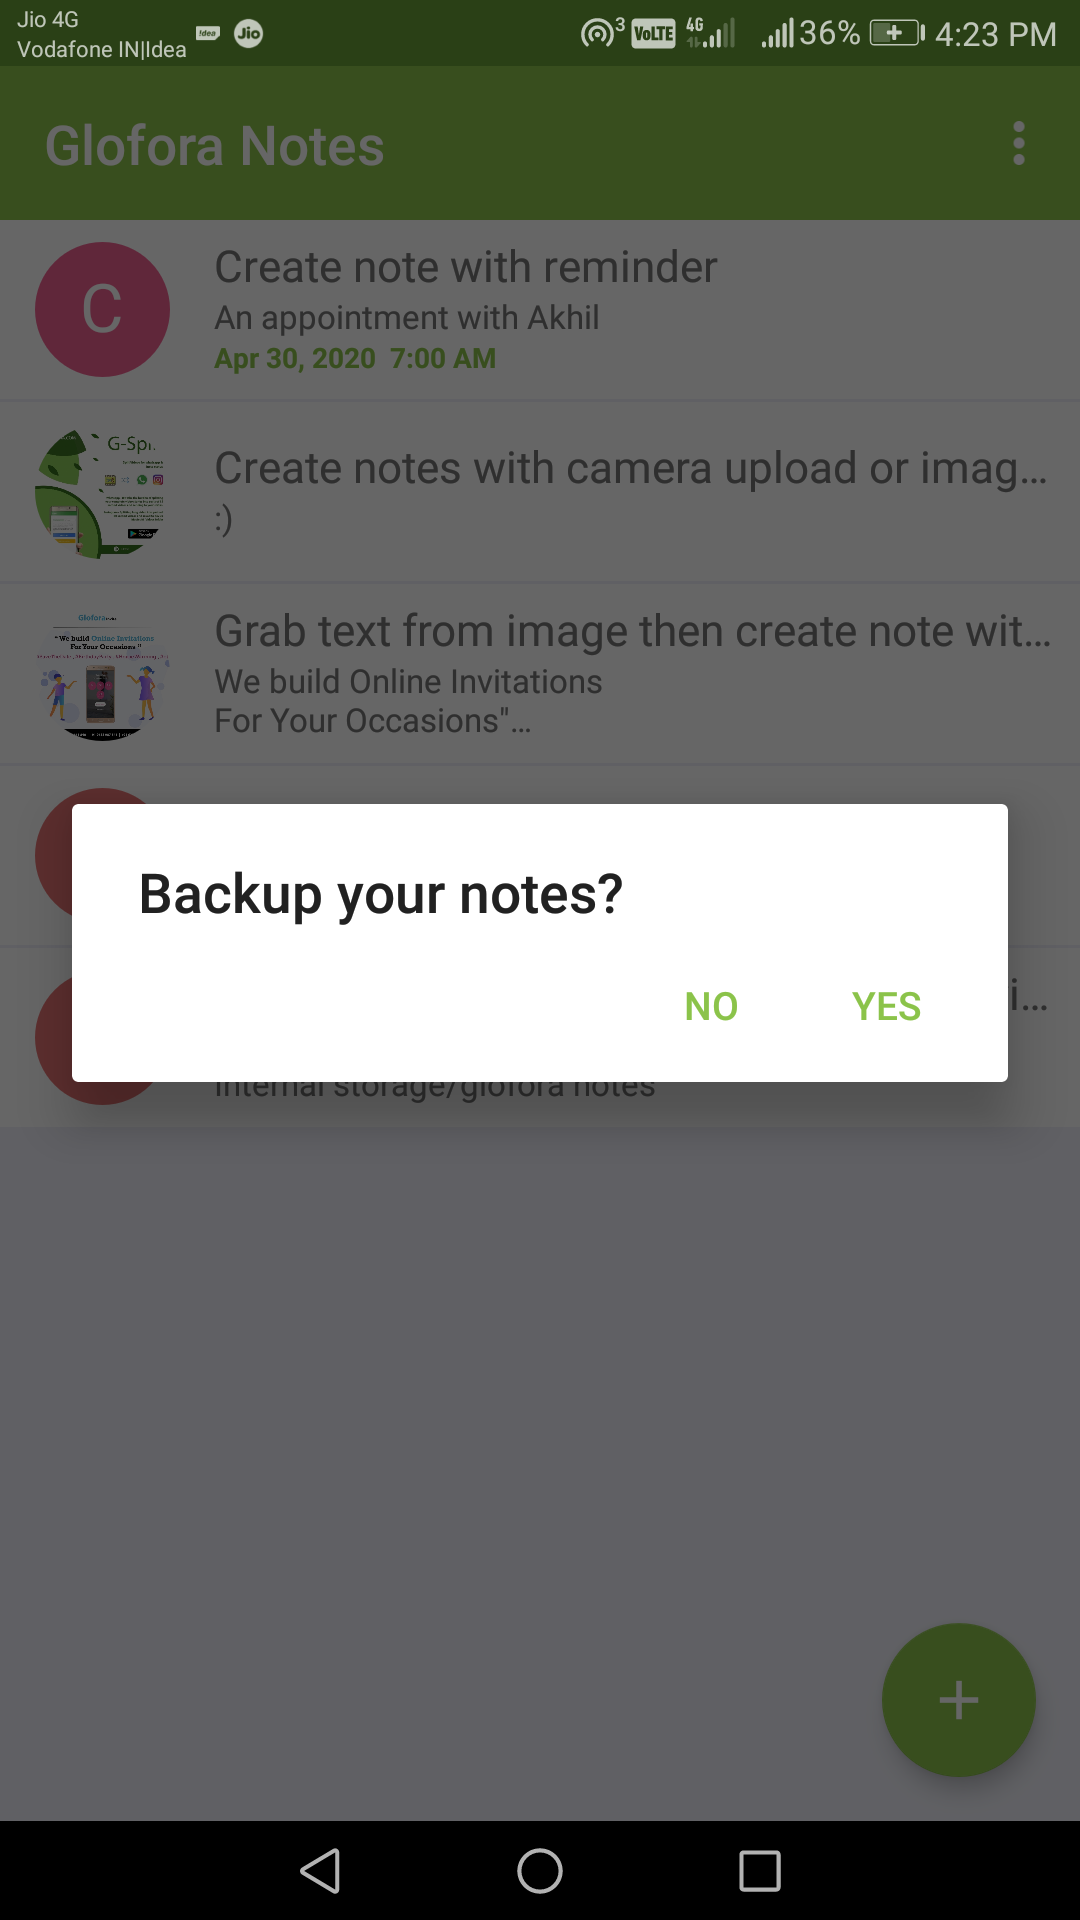 Jio 4G
Vodafone IN|Idea
!dea
Jio
3
VoLTE
4G
36%
4:23 PM
Glofora Notes
C
Create note with reminder
An appointment with Akhil
Apr 30, 2020 7:00 AM
G-Spi.
Create notes with camera upload or imag...
:)
Glofora
"We build Online Invitations
For Your Occasions"
Grab text from image then create note wit...
We build Online Invitations
For Your Occasions"...
Backup your notes?
NO
YES
i...
Internal storage/glofora notes